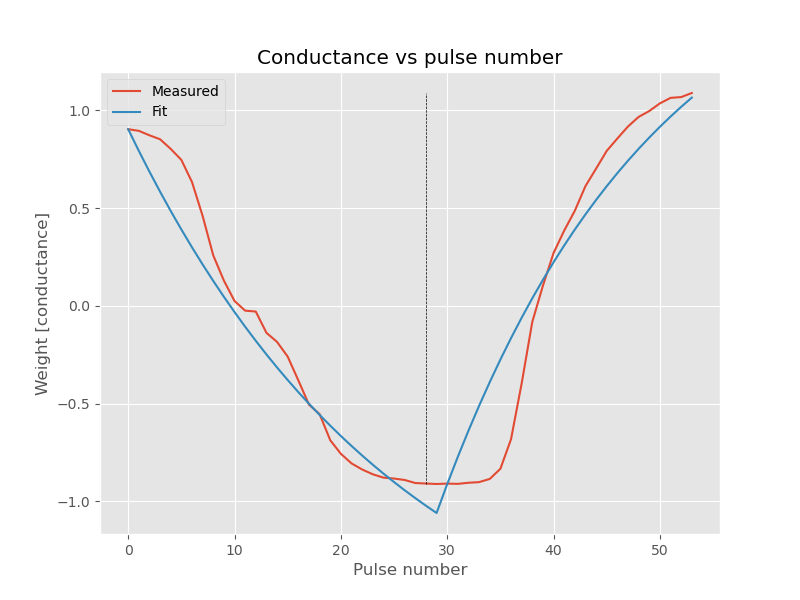 Conductance vs pulse number
Measured
Fit
1.0
0.5
0.0
−0.5
−1.0
Weight [conductance]
0 10 20 30 40 50
Pulse number